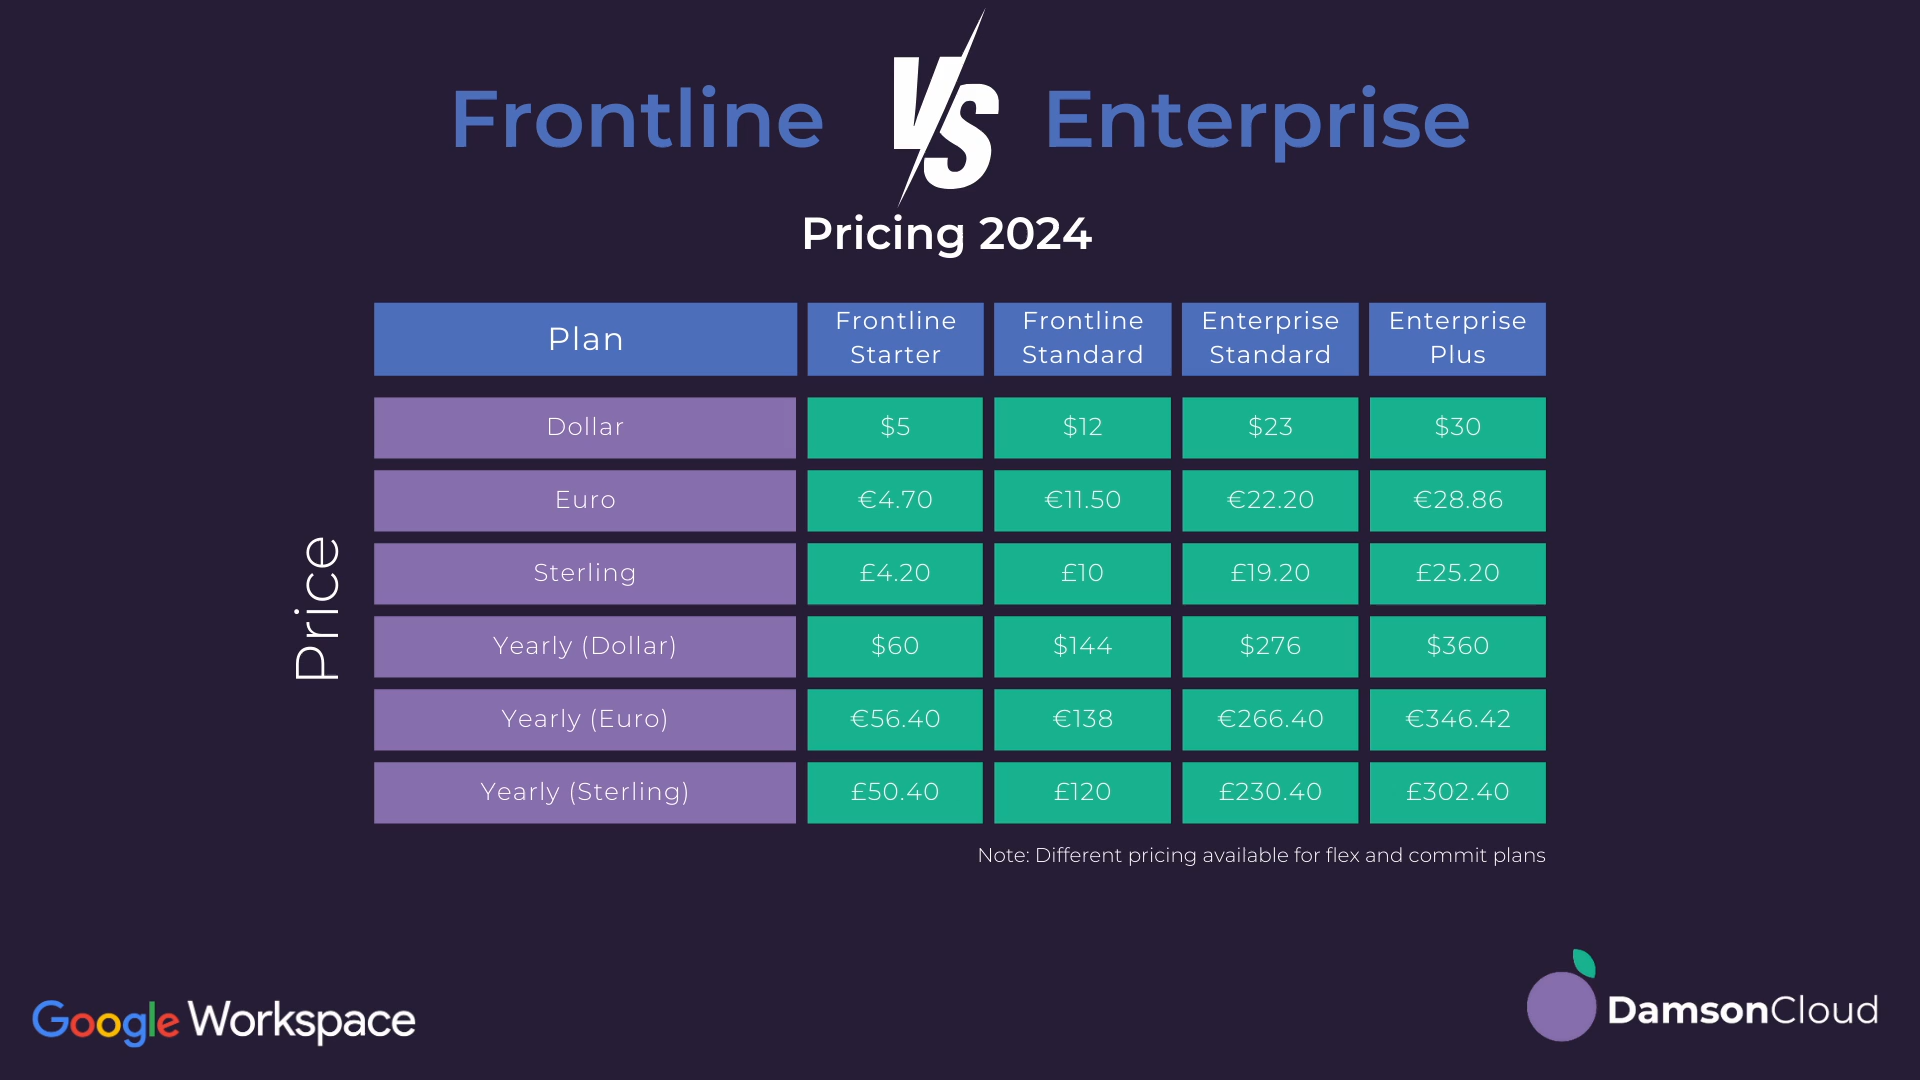 Frontline VS Enterprise
Pricing 2024
Plan Frontline Starter Frontline Standard Enterprise Standard Enterprise Plus
Price
Dollar $5 $12 $23 $30
Euro €4.70 €11.50 €22.20 €28.86
Sterling £4.20 £10 £19.20 £25.20
Yearly (Dollar) $60 $144 $276 $360
Yearly (Euro) €56.40 €138 €266.40 €346.42
Yearly (Sterling) £50.40 £120 £230.40 £302.40
Note: Different pricing available for flex and commit plans
Google Workspace
DamsonCloud